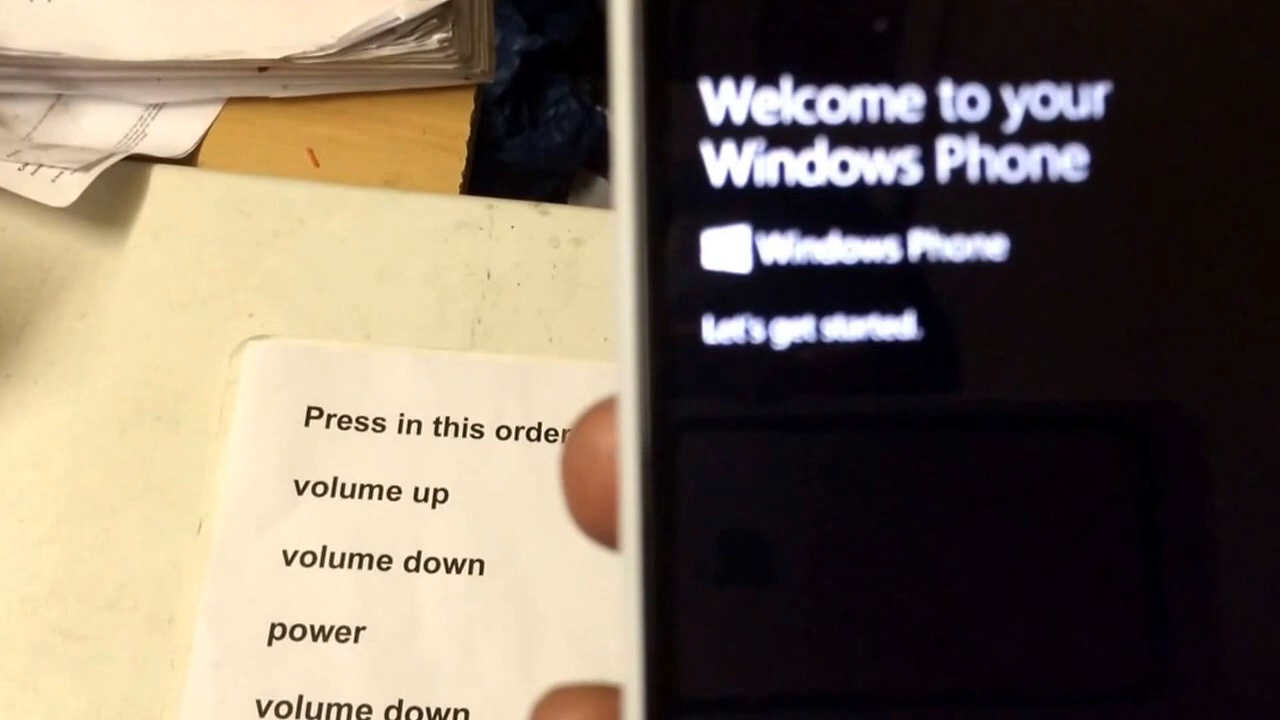 Welcome to your
Windows Phone
Windows Phone
Let's get started.
Press in this order
volume up
volume down
power
volume down